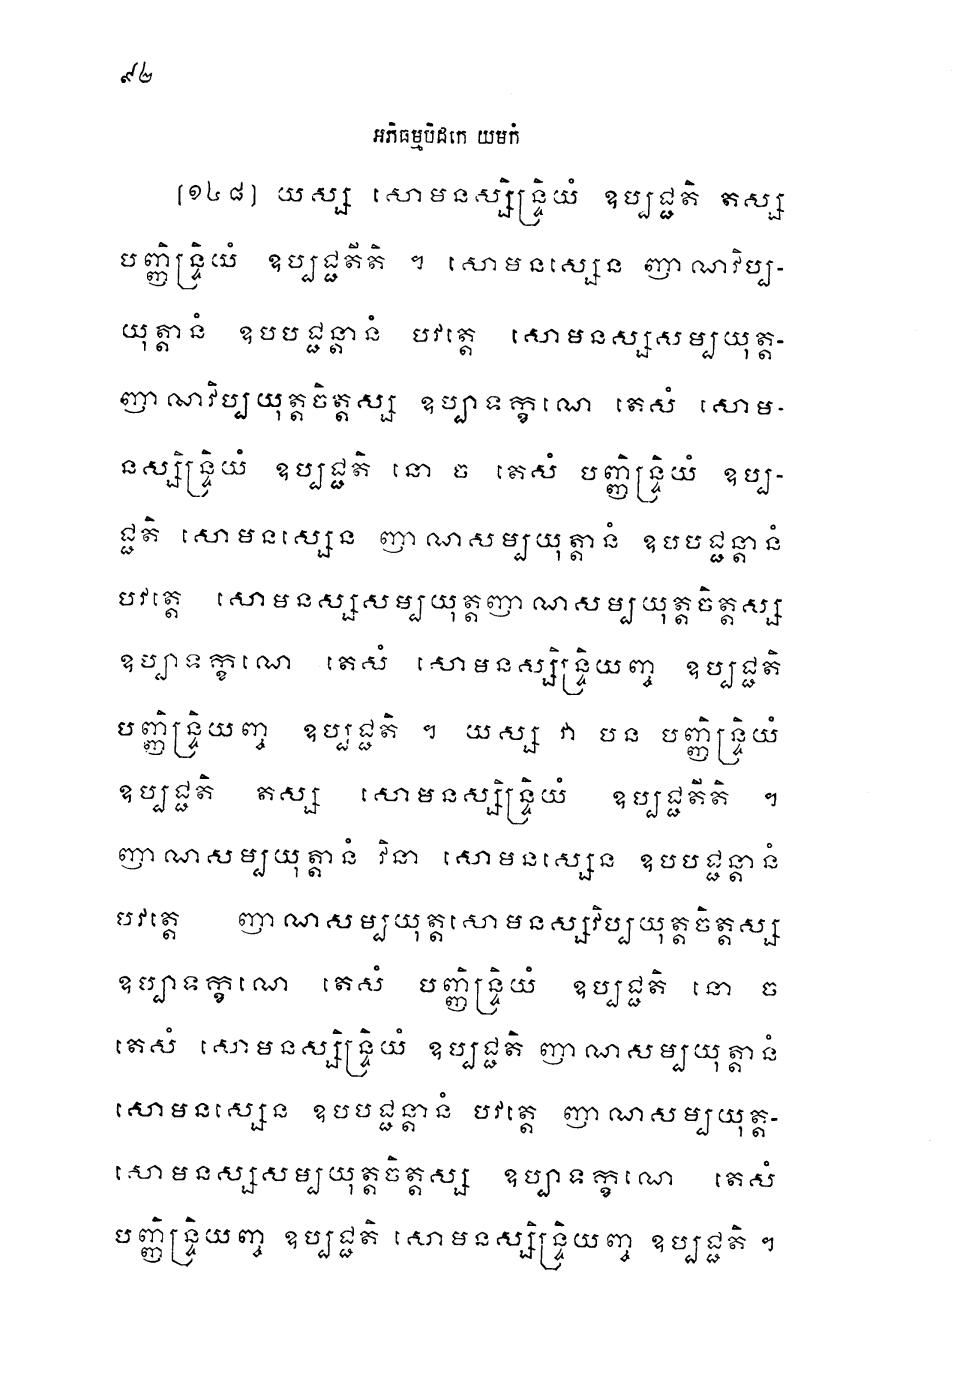 ៩៤
អភិធម្មបិដកេ យមកំ
[១៤៨] យស្ស សោមនស្សិន្ទ្រិយំ ឧប្បជ្ជតិ តស្ស
បញ្ញិន្ទ្រិយំ ឧប្បជ្ជតីតិ ។ សោមនស្សេន ញាណវិប្ប-
យុត្តានំ ឧបបជ្ជន្តានំ បវត្តេ សោមនស្សសម្បយុត្ត-
ញាណវិប្បយុត្តចិត្តស្ស ឧប្បាទក្ខណេ តេសំ សោម-
នស្សិន្ទ្រិយំ ឧប្បជ្ជតិ នោ ច តេសំ បញ្ញិន្ទ្រិយំ ឧប្ប-
ជ្ជតិ សោមនស្សេន ញាណសម្បយុត្តានំ ឧបបជ្ជន្តានំ
បវត្តេ សោមនស្សសម្បយុត្តញាណសម្បយុត្តចិត្តស្ស
ឧប្បាទក្ខណេ តេសំ សោមនស្សិន្ទ្រិយញ្ច ឧប្បជ្ជតិ
បញ្ញិន្ទ្រិយញ្ច ឧប្បជ្ជតិ ។ យស្ស វា បន បញ្ញិន្ទ្រិយំ
ឧប្បជ្ជតិ តស្ស សោមនស្សិន្ទ្រិយំ ឧប្បជ្ជតីតិ ។
ញាណសម្បយុត្តានំ វិនា សោមនស្សេន ឧបបជ្ជន្តានំ
បវត្តេ ញាណសម្បយុត្តសោមនស្សវិប្បយុត្តចិត្តស្ស
ឧប្បាទក្ខណេ តេសំ បញ្ញិន្ទ្រិយំ ឧប្បជ្ជតិ នោ ច
តេសំ សោមនស្សិន្ទ្រិយំ ឧប្បជ្ជតិ ញាណសម្បយុត្តានំ
សោមនស្សេន ឧបបជ្ជន្តានំ បវត្តេ ញាណសម្បយុត្ត-
សោមនស្សសម្បយុត្តចិត្តស្ស ឧប្បាទក្ខណេ តេសំ
បញ្ញិន្ទ្រិយញ្ច ឧប្បជ្ជតិ សោមនស្សិន្ទ្រិយញ្ច ឧប្បជ្ជតិ ។